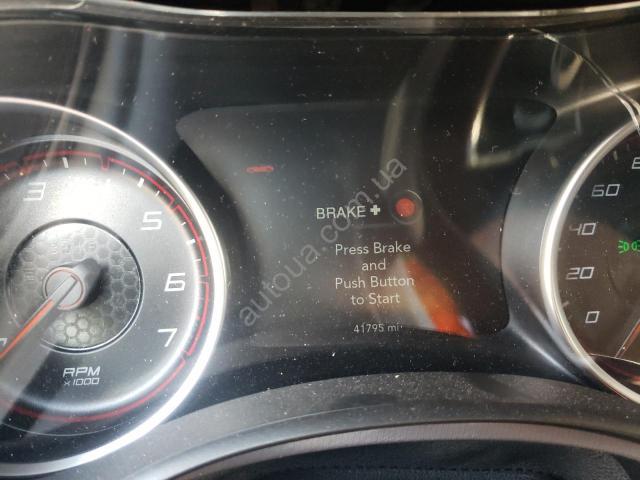 BRAKE +
Press Brake
and
Push Button
to Start
41795 mi
3
5
6
7
RPM
x1000
80
60
40
20
0
autoua.com.ua